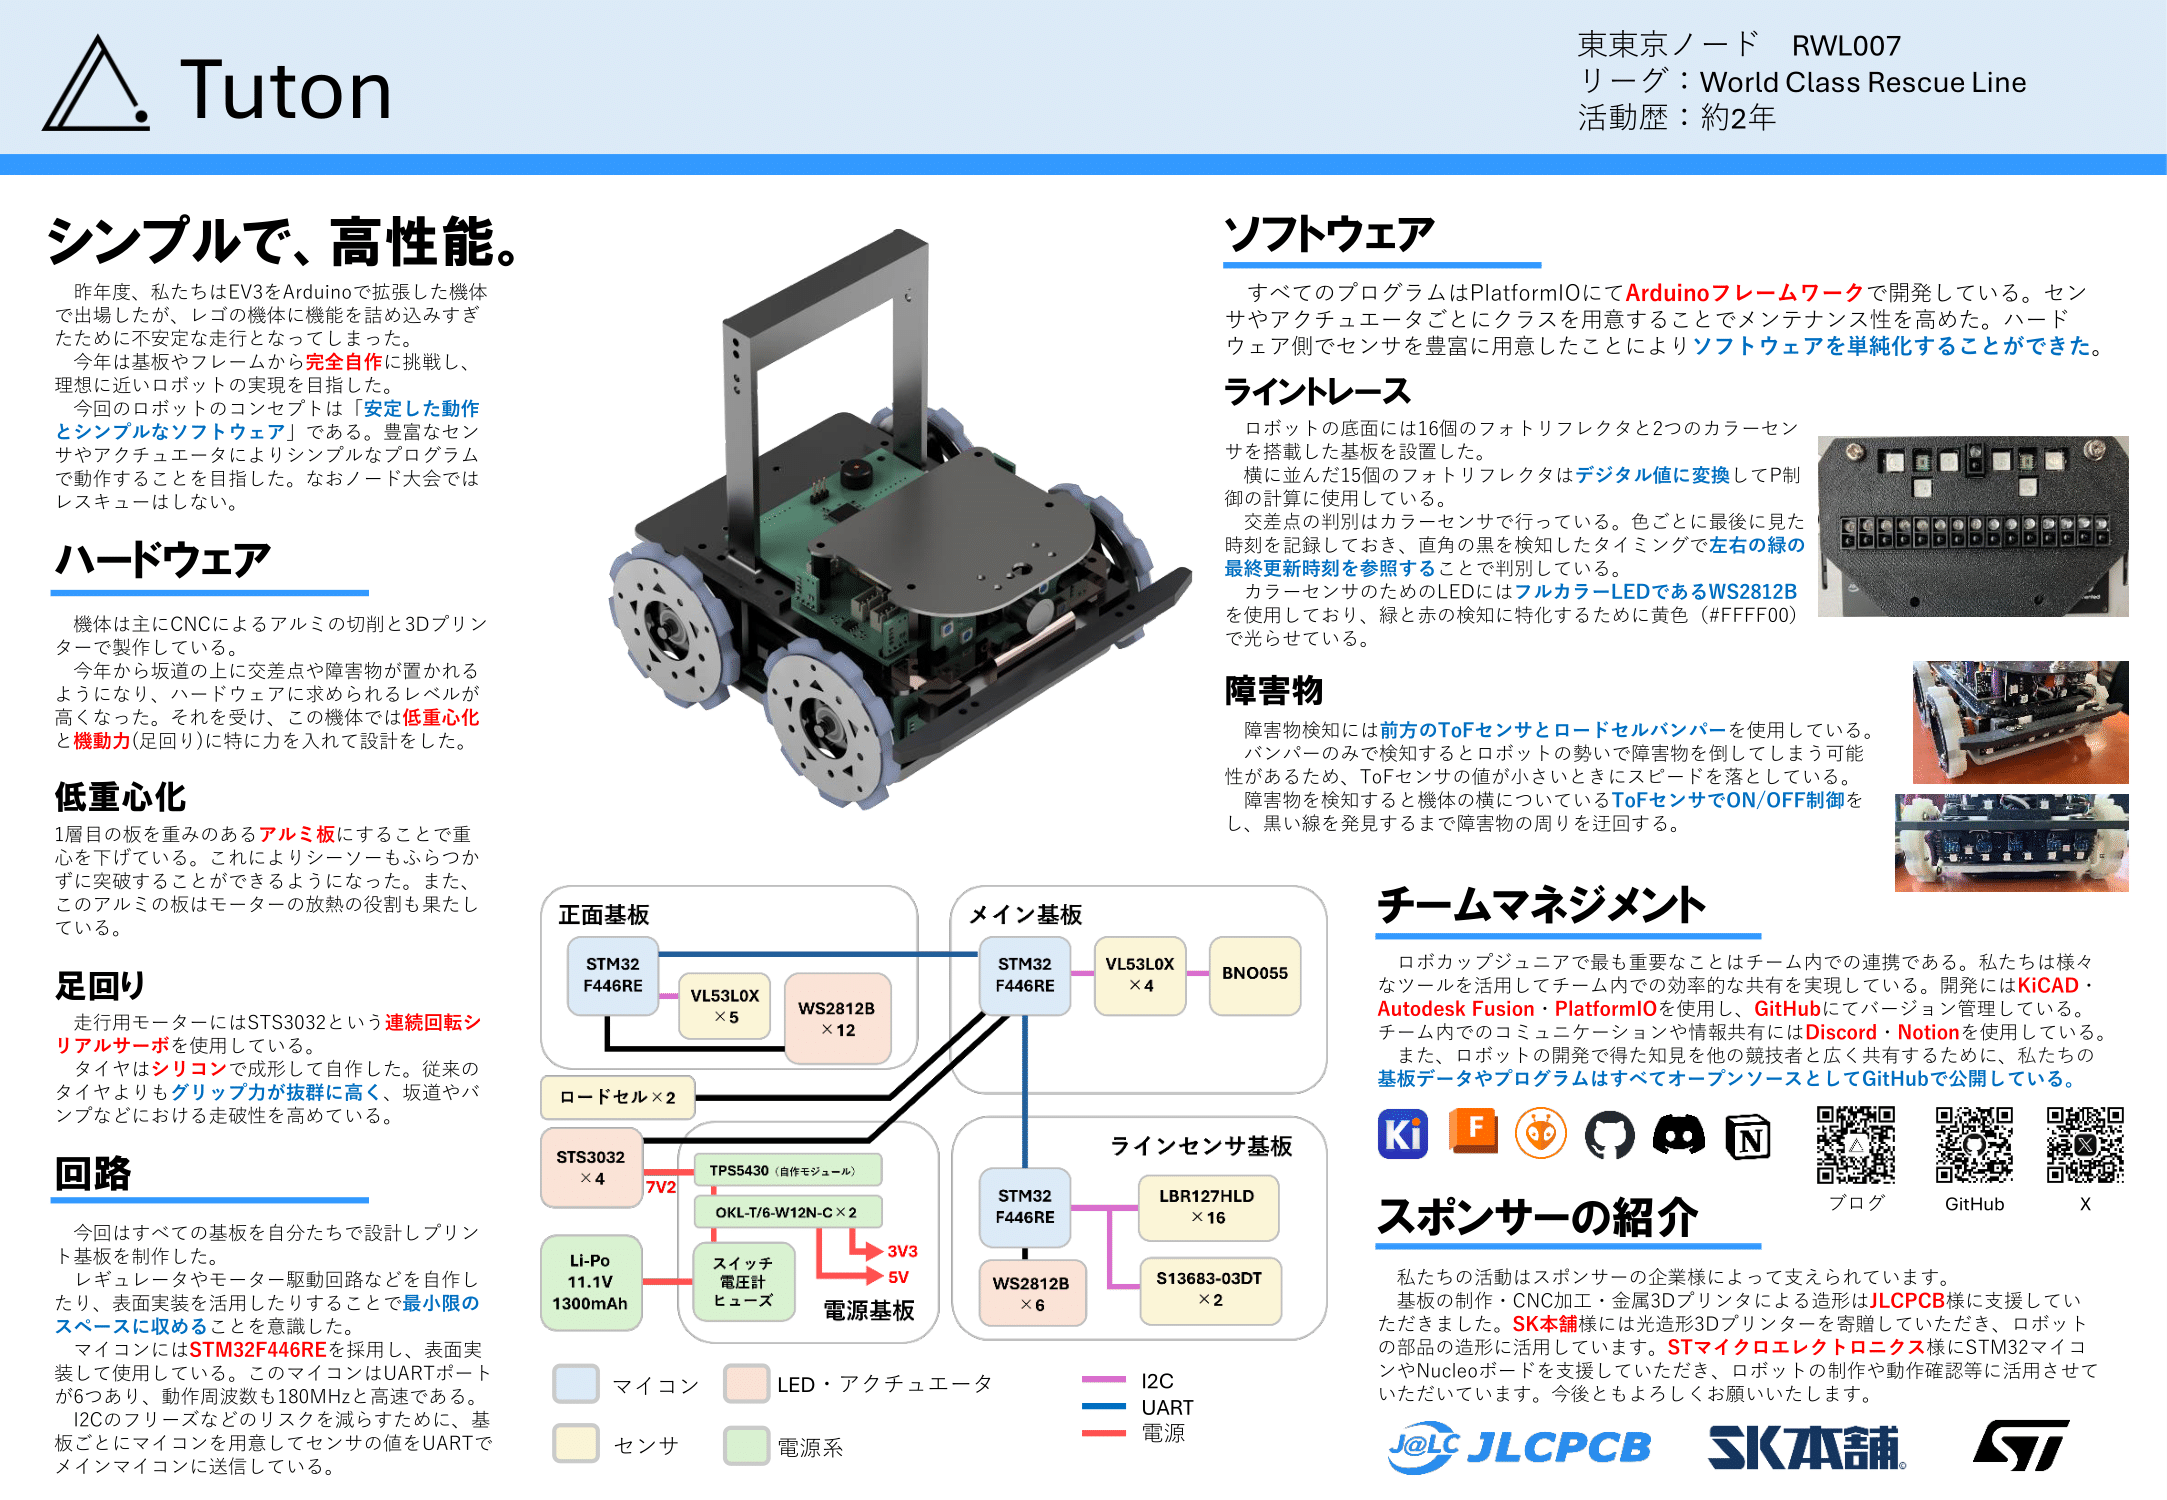 Tuton
東東京ノード　RWL007
リーグ：World Class Rescue Line
活動歴：約2年
シンプルで、高性能。
昨年度、私たちはEV3をArduinoで拡張した機体
で出場したが、レゴの機体に機能を詰め込みすぎ
たために不安定な走行となってしまった。
今年は基板やフレームから完全自作に挑戦し、
理想に近いロボットの実現を目指した。
今回のロボットのコンセプトは「安定した動作
とシンプルなソフトウェア」である。豊富なセン
サやアクチュエータによりシンプルなプログラム
で動作することを目指した。なおノード大会では
レスキューはしない。
ハードウェア
機体は主にCNCによるアルミの切削と3Dプリン
ターで製作している。
今年から坂道の上に交差点や障害物が置かれる
ようになり、ハードウェアに求められるレベルが
高くなった。それを受け、この機体では低重心化
と機動力(足回り)に特に力を入れて設計をした。
低重心化
1層目の板を重みのあるアルミ板にすることで重
心を下げている。これによりシーソーもふらつか
ずに突破することができるようになった。また、
このアルミの板はモーターの放熱の役割も果たし
ている。
足回り
走行用モーターにはSTS3032という連続回転シ
リアルサーボを使用している。
タイヤはシリコンで成形して自作した。従来の
タイヤよりもグリップ力が抜群に高く、坂道やバ
ンプなどにおける走破性を高めている。
回路
今回はすべての基板を自分たちで設計しプリン
ト基板を制作した。
レギュレータやモーター駆動回路などを自作し
たり、表面実装を活用したりすることで最小限の
スペースに収めることを意識した。
マイコンにはSTM32F446REを採用し、表面実
装して使用している。このマイコンはUARTポート
が6つあり、動作周波数も180MHzと高速である。
I2Cのフリーズなどのリスクを減らすために、基
板ごとにマイコンを用意してセンサの値をUARTで
メインマイコンに送信している。
正面基板
STM32
F446RE
VL53L0X
×5
WS2812B
×12
メイン基板
STM32
F446RE
VL53L0X
×4
BNO055
ロードセル×2
STS3032
×4
7V2
TPS5430（自作モジュール）
OKL-T/6-W12N-C×2
3V3
5V
Li-Po
11.1V
1300mAh
スイッチ
電圧計
ヒューズ
電源基板
ラインセンサ基板
STM32
F446RE
LBR127HLD
×16
WS2812B
×6
S13683-03DT
×2
マイコン
LED・アクチュエータ
センサ
電源系
I2C
UART
電源
ソフトウェア
すべてのプログラムはPlatformIOにてArduinoフレームワークで開発している。セン
サやアクチュエータごとにクラスを用意することでメンテナンス性を高めた。ハード
ウェア側でセンサを豊富に用意したことによりソフトウェアを単純化することができた。
ライントレース
ロボットの底面には16個のフォトリフレクタと2つのカラーセン
サを搭載した基板を設置した。
横に並んだ15個のフォトリフレクタはデジタル値に変換してP制
御の計算に使用している。
交差点の判別はカラーセンサで行っている。色ごとに最後に見た
時刻を記録しておき、直角の黒を検知したタイミングで左右の緑の
最終更新時刻を参照することで判別している。
カラーセンサのためのLEDにはフルカラーLEDであるWS2812B
を使用しており、緑と赤の検知に特化するために黄色（#FFFF00）
で光らせている。
障害物
障害物検知には前方のToFセンサとロードセルバンパーを使用している。
バンパーのみで検知するとロボットの勢いで障害物を倒してしまう可能
性があるため、ToFセンサの値が小さいときにスピードを落としている。
障害物を検知すると機体の横についているToFセンサでON/OFF制御を
し、黒い線を発見するまで障害物の周りを迂回する。
チームマネジメント
ロボカップジュニアで最も重要なことはチーム内での連携である。私たちは様々
なツールを活用してチーム内での効率的な共有を実現している。開発にはKiCAD・
Autodesk Fusion・PlatformIOを使用し、GitHubにてバージョン管理している。
チーム内でのコミュニケーションや情報共有にはDiscord・Notionを使用している。
また、ロボットの開発で得た知見を他の競技者と広く共有するために、私たちの
基板データやプログラムはすべてオープンソースとしてGitHubで公開している。
Ki
F
N
ブログ
GitHub
X
スポンサーの紹介
私たちの活動はスポンサーの企業様によって支えられています。
基板の制作・CNC加工・金属3Dプリンタによる造形はJLCPCB様に支援してい
ただきました。SK本舗様には光造形3Dプリンターを寄贈していただき、ロボット
の部品の造形に活用しています。STマイクロエレクトロニクス様にSTM32マイコ
ンやNucleoボードを支援していただき、ロボットの制作や動作確認等に活用させて
いただいています。今後ともよろしくお願いいたします。
J@LC JLCPCB
SK本舗
ST